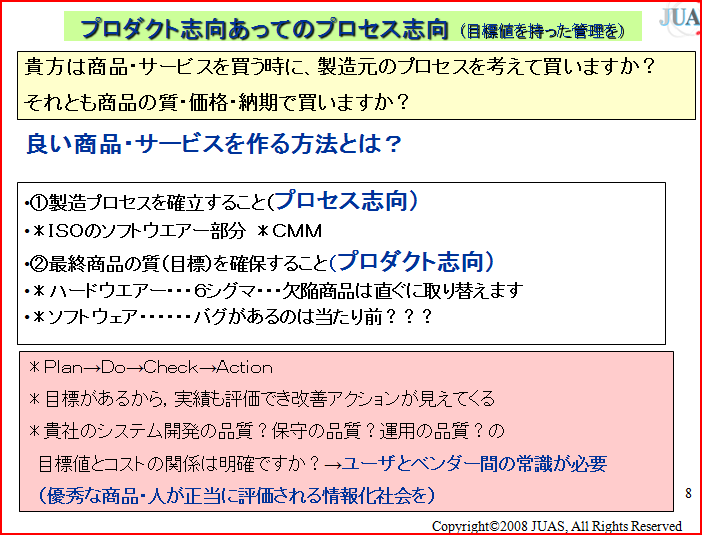 プロダクト志向あってのプロセス志向 (目標値を持った管理を)
JUAS
貴方は商品・サービスを買う時に、製造元のプロセスを考えて買いますか？
それとも商品の質・価格・納期で買いますか？
良い商品・サービスを作る方法とは？
・①製造プロセスを確立すること(プロセス志向)
・＊ISOのソフトウエアー部分 ＊CMM
・②最終商品の質(目標)を確保すること(プロダクト志向)
・＊ハードウエアー・・・6シグマ・・・欠陥商品は直ぐに取り替えます
・＊ソフトウェア・・・・・・バグがあるのは当たり前？？？
＊Plan→Do→Check→Action
＊目標があるから, 実績も評価でき改善アクションが見えてくる
＊貴社のシステム開発の品質？保守の品質？運用の品質？の
目標値とコストの関係は明確ですか？→ユーザとベンダー間の常識が必要
(優秀な商品・人が正当に評価される情報化社会を)
8
Copyright©2008 JUAS, All Rights Reserved